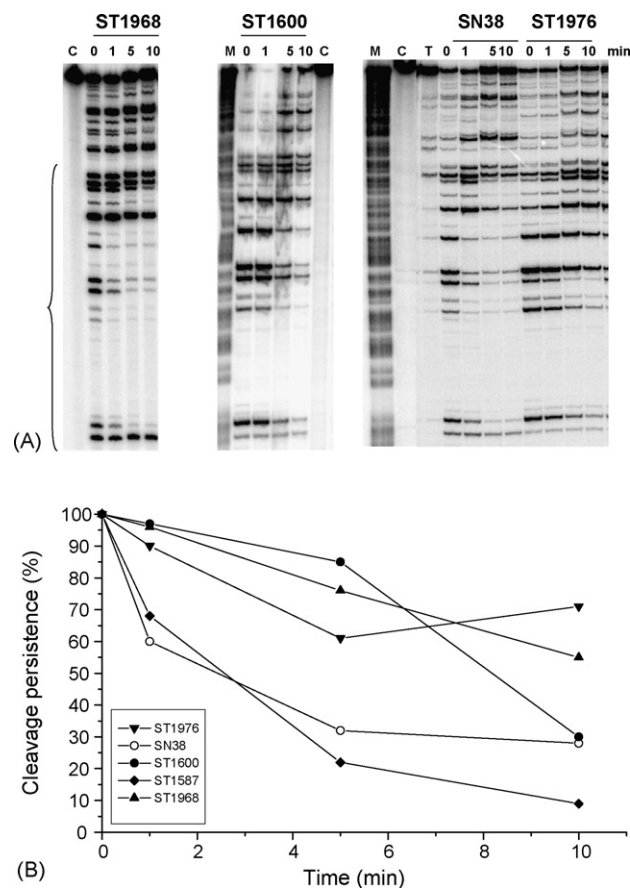 ST1968
ST1600
SN38 ST1976
C 0 1 5 10
M 0 1 5 10 C
M C T 0 1 5 10 0 1 5 10 min
(A)
100
90
80
70
60
50
40
30
20
10
0
Cleavage persistence (%)
ST1976
SN38
ST1600
ST1587
ST1968
0 2 4 6 8 10
Time (min)
(B)